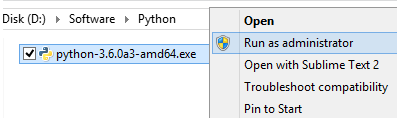 Disk (D:) ▸ Software ▸ Python
python-3.6.0a3-amd64.exe
Open
Run as administrator
Open with Sublime Text 2
Troubleshoot compatibility
Pin to Start